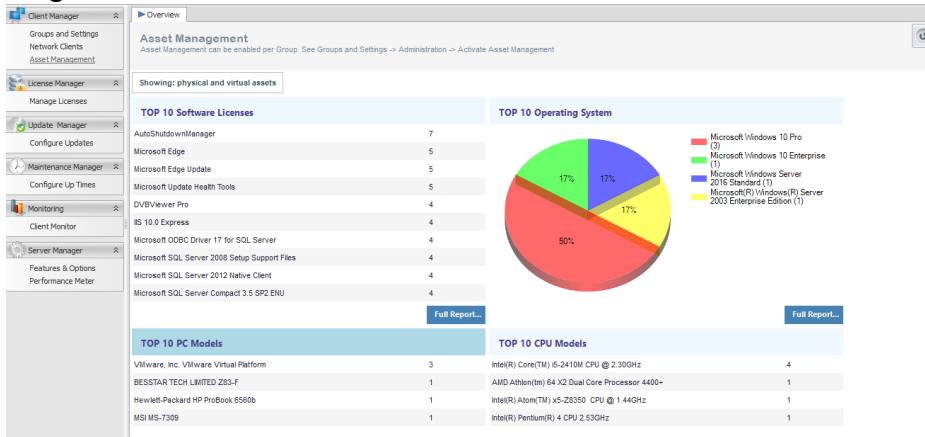 Client Manager
Groups and Settings
Network Clients
Asset Management
License Manager
Manage Licenses
Update Manager
Configure Updates
Maintenance Manager
Configure Up Times
Monitoring
Client Monitor
Server Manager
Features & Options
Performance Meter
Overview
Asset Management
Asset Management can be enabled per Group. See Groups and Settings -> Administration -> Activate Asset Management
Showing: physical and virtual assets
TOP 10 Software Licenses
AutoShutdownManager 7
Microsoft Edge 5
Microsoft Edge Update 5
Microsoft Update Health Tools 5
DVBViewer Pro 4
IIS 10.0 Express 4
Microsoft ODBC Driver 17 for SQL Server 4
Microsoft SQL Server 2008 Setup Support Files 4
Microsoft SQL Server 2012 Native Client 4
Microsoft SQL Server Compact 3.5 SP2 ENU 4
Full Report...
TOP 10 Operating System
17%
17%
17%
50%
Microsoft Windows 10 Pro
(3)
Microsoft Windows 10 Enterprise
(1)
Microsoft Windows Server
2016 Standard (1)
Microsoft(R) Windows(R) Server
2003 Enterprise Edition (1)
Full Report...
TOP 10 PC Models
VMware, Inc. VMware Virtual Platform 3
BESSTAR TECH LIMITED Z83-F 1
Hewlett-Packard HP ProBook 6560b 1
MSI MS-7309 1
TOP 10 CPU Models
Intel(R) Core(TM) i5-2410M CPU @ 2.30GHz 4
AMD Athlon(tm) 64 X2 Dual Core Processor 4400+ 1
Intel(R) Atom(TM) x5-Z8350 CPU @ 1.44GHz 1
Intel(R) Pentium(R) 4 CPU 2.53GHz 1